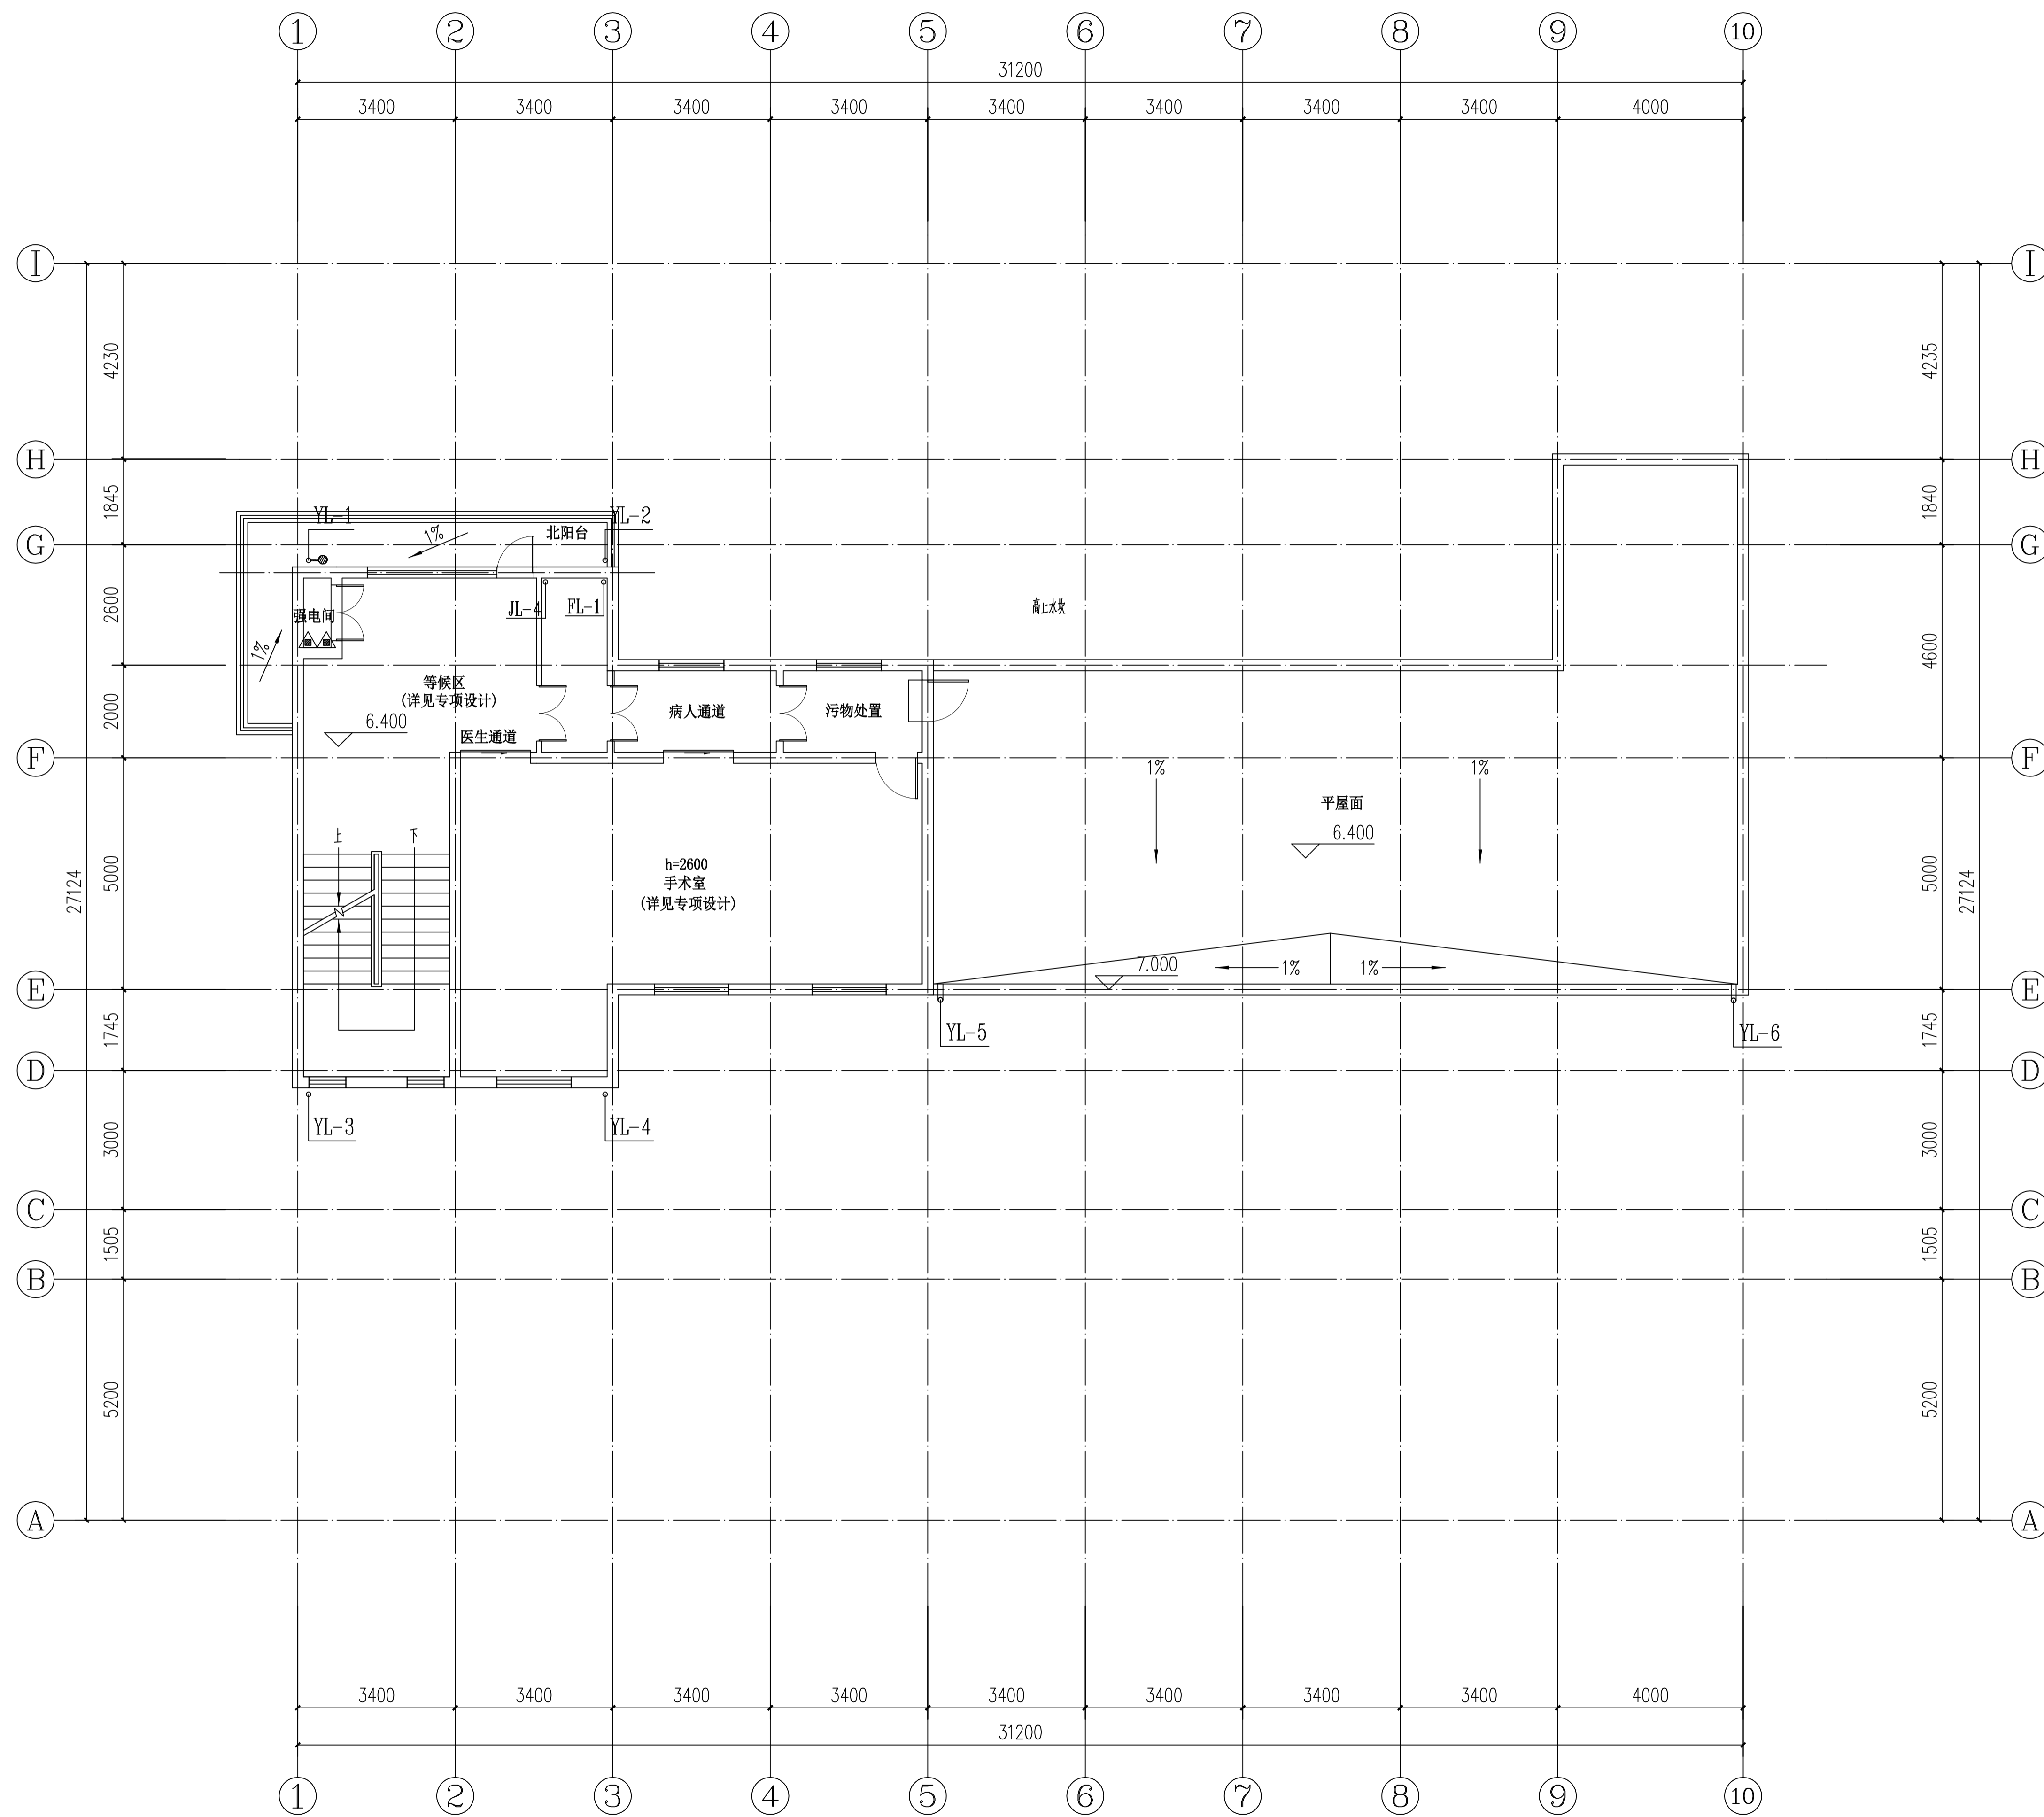 1 2 3 4 5 6 7 8 9 10
31200
3400 3400 3400 3400 3400 3400 3400 3400 4000
I I
4230 4235
H H
1845 1840
YL-1 YL-2
1% 北阳台
G G
2600 4600
JL-4 FL-1
强电间
高止水坎
1%
等候区
(详见专项设计)
2000
病人通道 污物处置
6.400
医生通道
F F
1% 1%
平屋面
6.400
上 下
h=2600
手术室
(详见专项设计)
5000 5000
27124 27124
7.000
1% 1%
E E
YL-5 YL-6
1745 1745
D D
YL-3 YL-4
3000 3000
C C
1505 1505
B B
5200 5200
A A
3400 3400 3400 3400 3400 3400 3400 3400 4000
31200
1 2 3 4 5 6 7 8 9 10